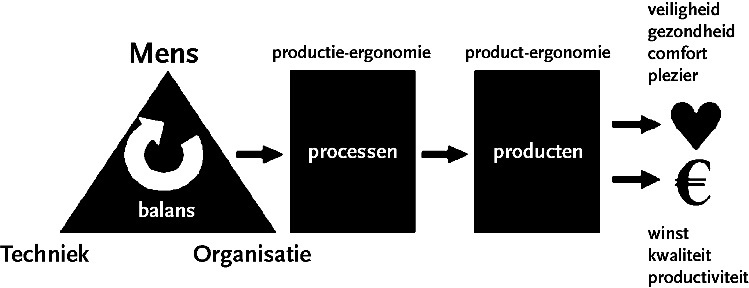 Mens
balans
Techniek
Organisatie
productie-ergonomie
processen
product-ergonomie
producten
veiligheid
gezondheid
comfort
plezier
€
winst
kwaliteit
productiviteit